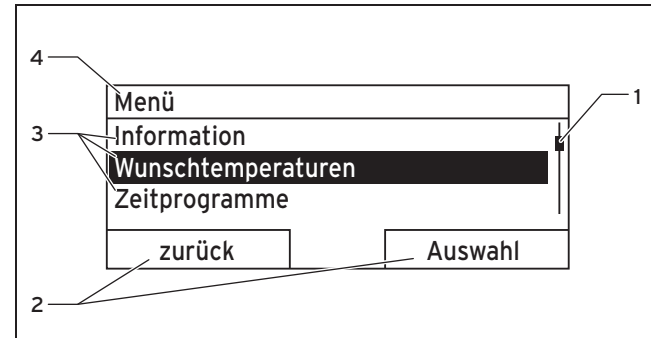 4
Menü
1
3
Information
Wunschtemperaturen
Zeitprogramme
zurück
Auswahl
2